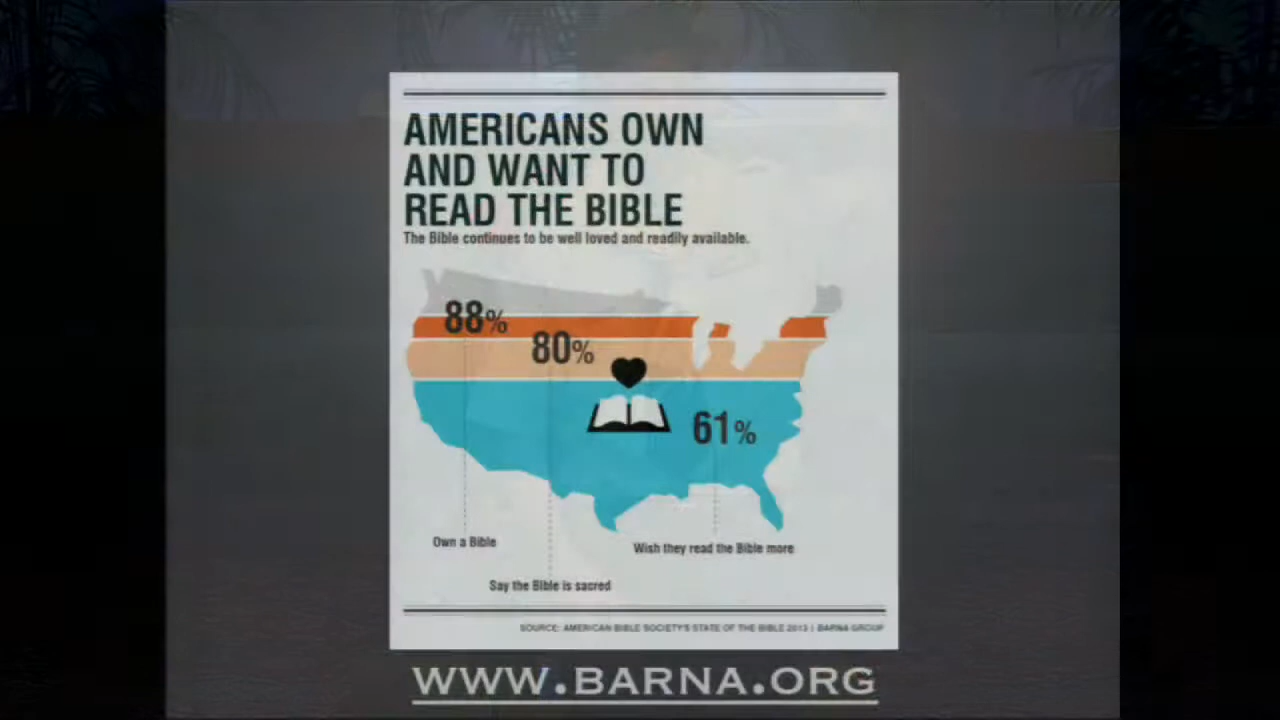 AMERICANS OWN
AND WANT TO
READ THE BIBLE
The Bible continues to be well loved and readily available.
88%
80%
61%
Own a Bible
Wish they read the Bible more
Say the Bible is sacred
SOURCE: AMERICAN BIBLE SOCIETY'S STATE OF THE BIBLE 2013 | BARNA GROUP
WWW.BARNA.ORG